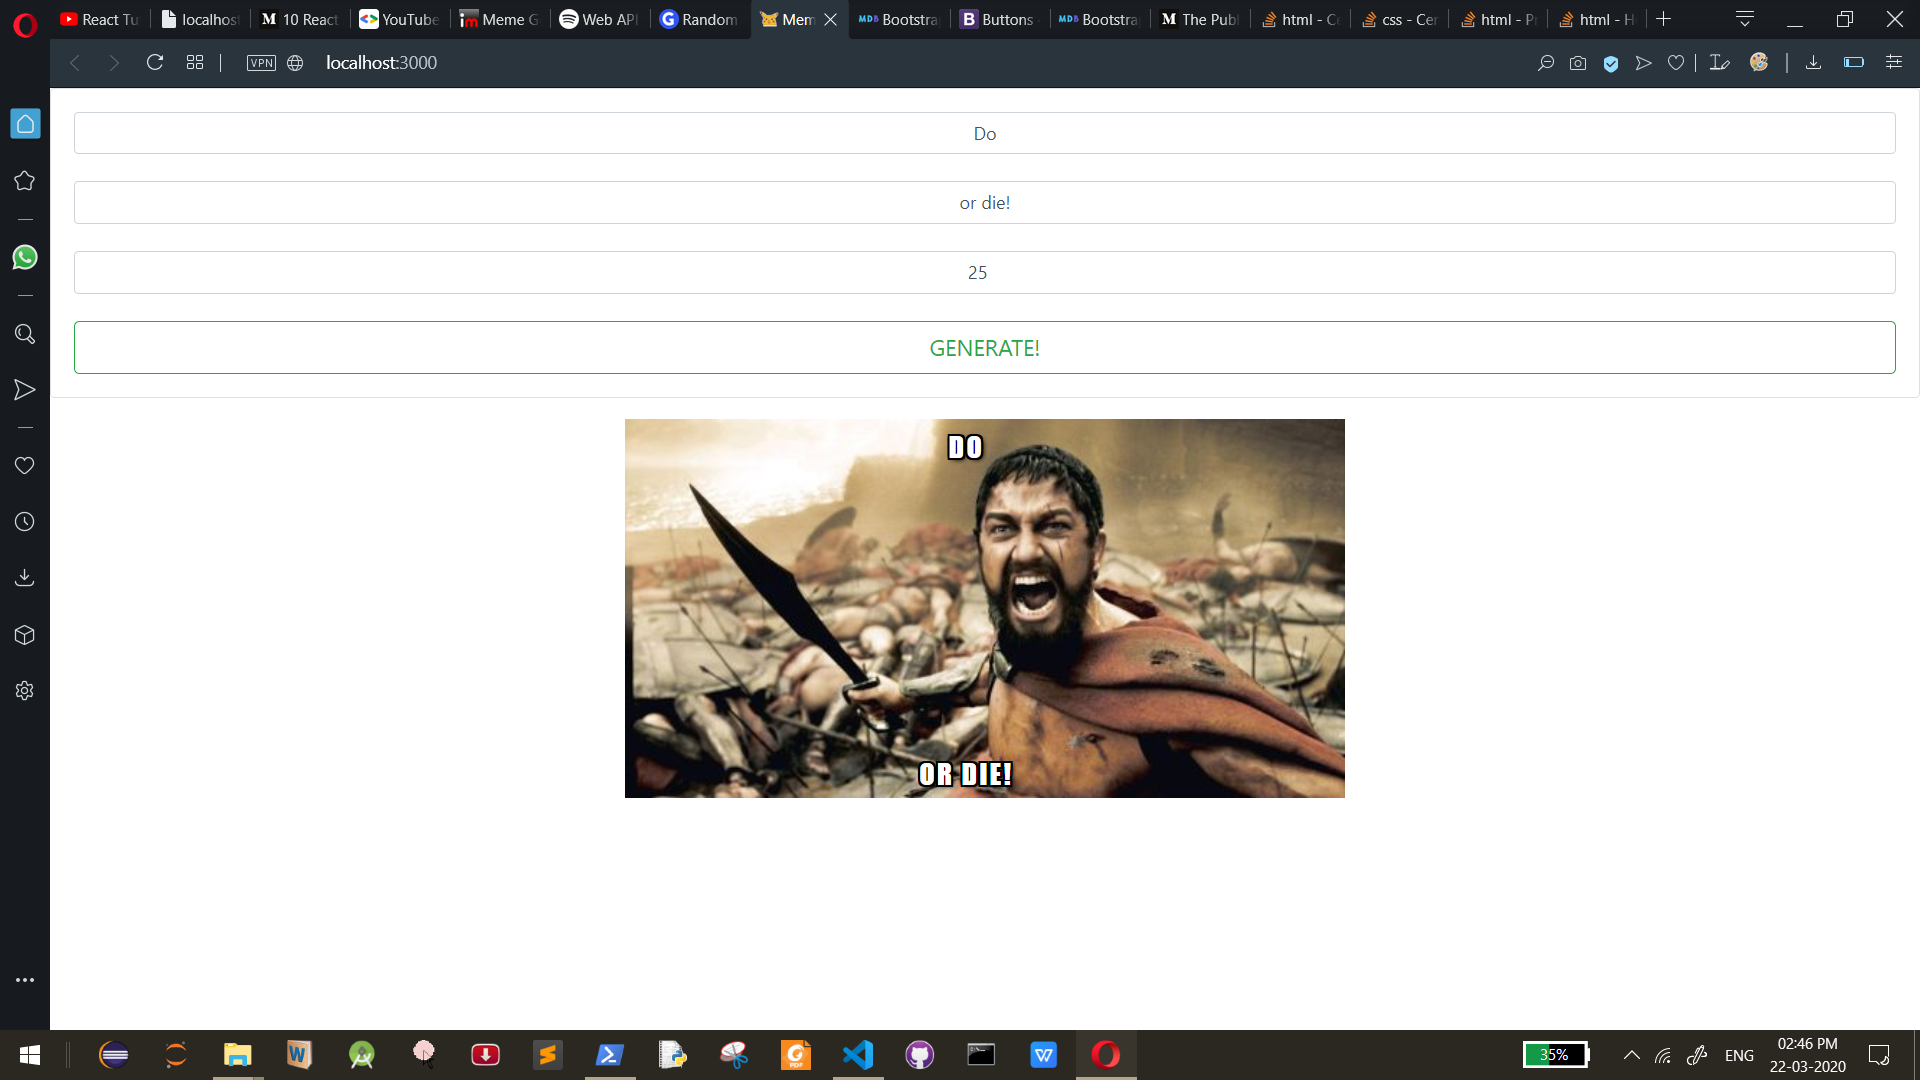 React Tu
localhost
10 React
YouTube
Meme G
Web API
Random
Mem
MDB Bootstra
B Buttons
MDB Bootstra
M The Publ
html - C
css - Cer
html - P
html - H
VPN localhost:3000
Do
or die!
25
GENERATE!
DO
OR DIE!
35%
ENG
02:46 PM
22-03-2020